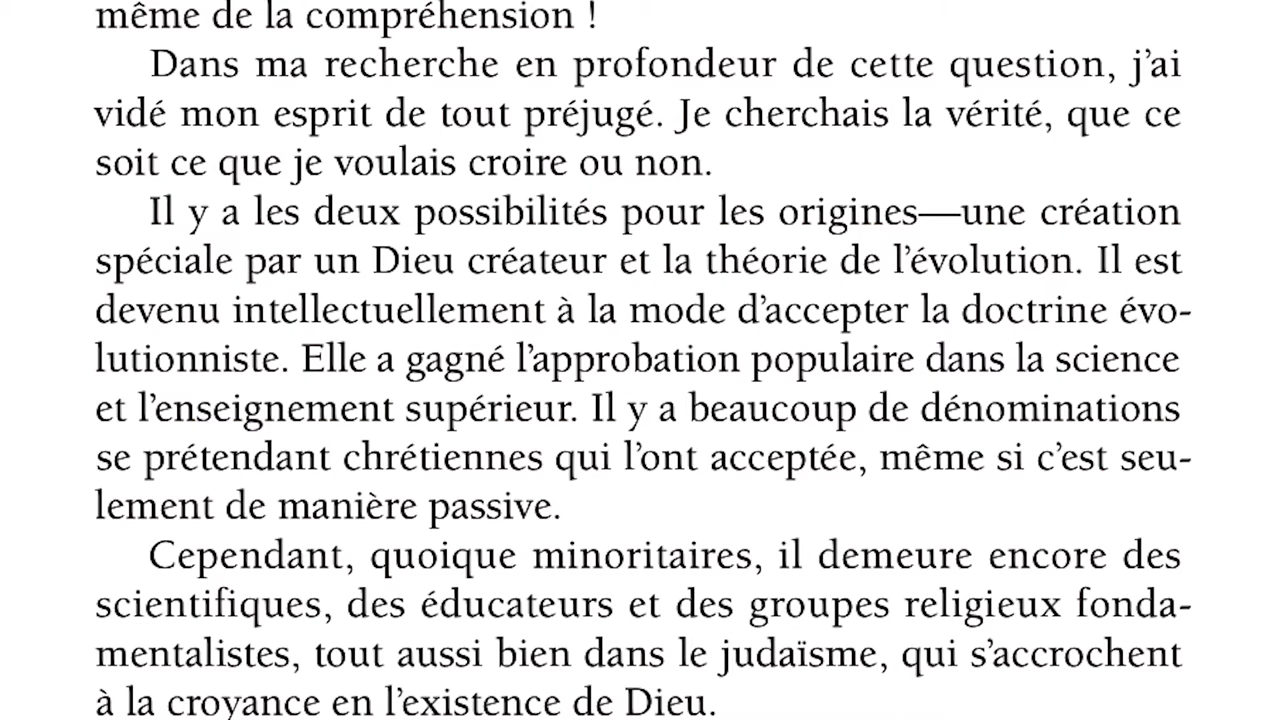 même de la compréhension !
Dans ma recherche en profondeur de cette question, j’ai
vidé mon esprit de tout préjugé. Je cherchais la vérité, que ce
soit ce que je voulais croire ou non.
Il y a les deux possibilités pour les origines—une création
spéciale par un Dieu créateur et la théorie de l’évolution. Il est
devenu intellectuellement à la mode d’accepter la doctrine évo-
lutionniste. Elle a gagné l’approbation populaire dans la science
et l’enseignement supérieur. Il y a beaucoup de dénominations
se prétendant chrétiennes qui l’ont acceptée, même si c’est seu-
lement de manière passive.
Cependant, quoique minoritaires, il demeure encore des
scientifiques, des éducateurs et des groupes religieux fonda-
mentalistes, tout aussi bien dans le judaïsme, qui s’accrochent
à la croyance en l’existence de Dieu.